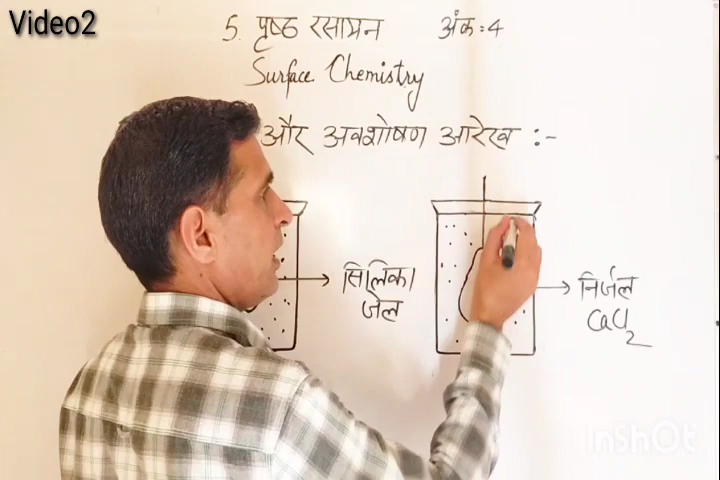 Video2
5. पृष्ठ रसायन अंक:4
Surface Chemistry
और अवशोषण आरेख :-
सिलिका
जेल
निर्जल
CaCl2
InShOt